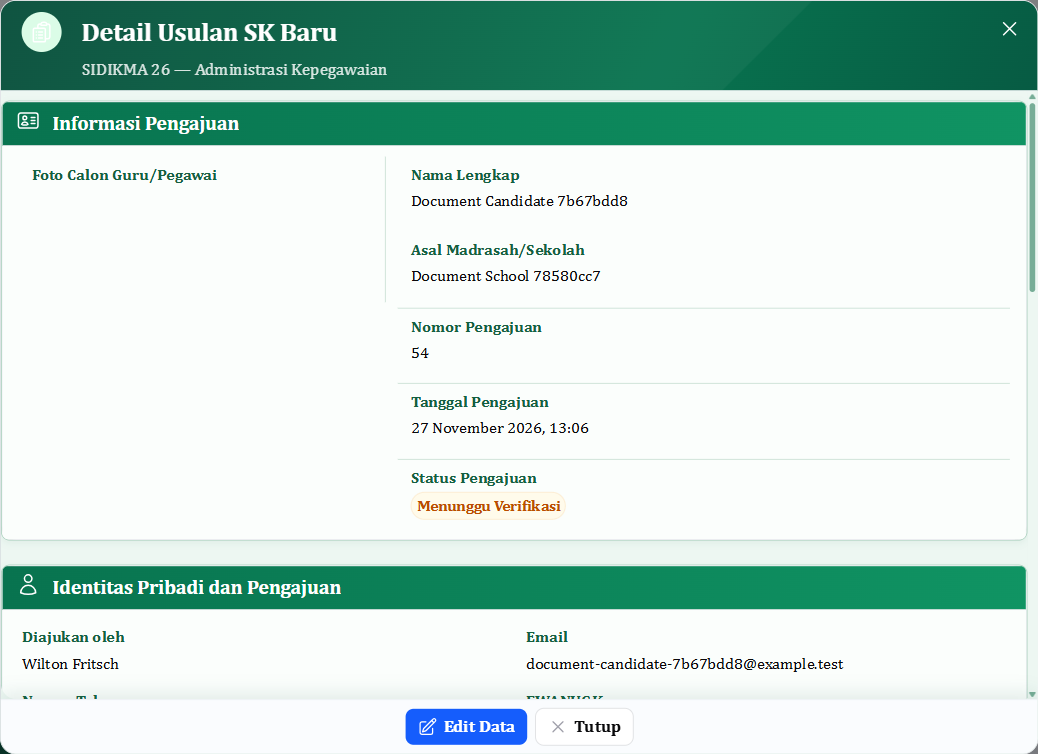 Detail Usulan SK Baru
SIDIKMA 26 — Administrasi Kepegawaian
Informasi Pengajuan
Foto Calon Guru/Pegawai
Nama Lengkap
Document Candidate 7b67bdd8
Asal Madrasah/Sekolah
Document School 78580cc7
Nomor Pengajuan
54
Tanggal Pengajuan
27 November 2026, 13:06
Status Pengajuan
Menunggu Verifikasi
Identitas Pribadi dan Pengajuan
Diajukan oleh
Wilton Fritsch
Email
document-candidate-7b67bdd8@example.test
Edit Data
Tutup